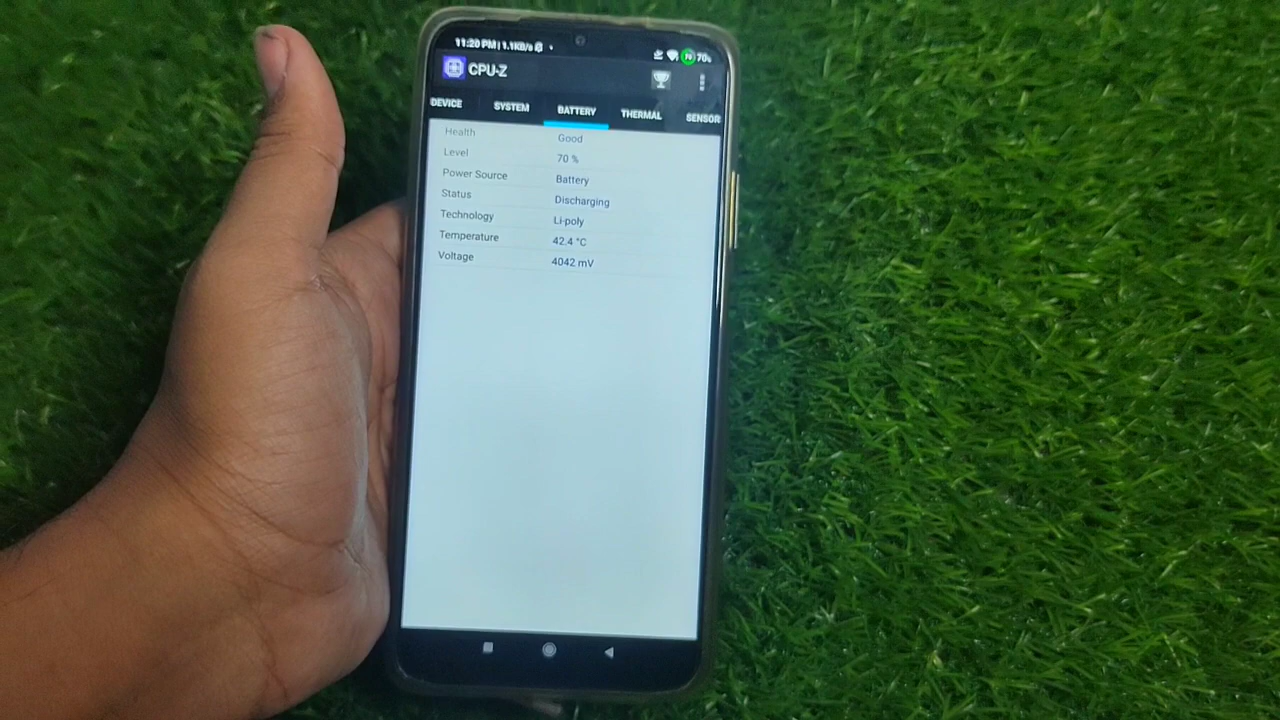 11:20 PM | 1.1KB/s
N 70%
CPU-Z
DEVICE SYSTEM BATTERY THERMAL SENSOR
Health Good
Level 70 %
Power Source Battery
Status Discharging
Technology Li-poly
Temperature 42.4 °C
Voltage 4042 mV